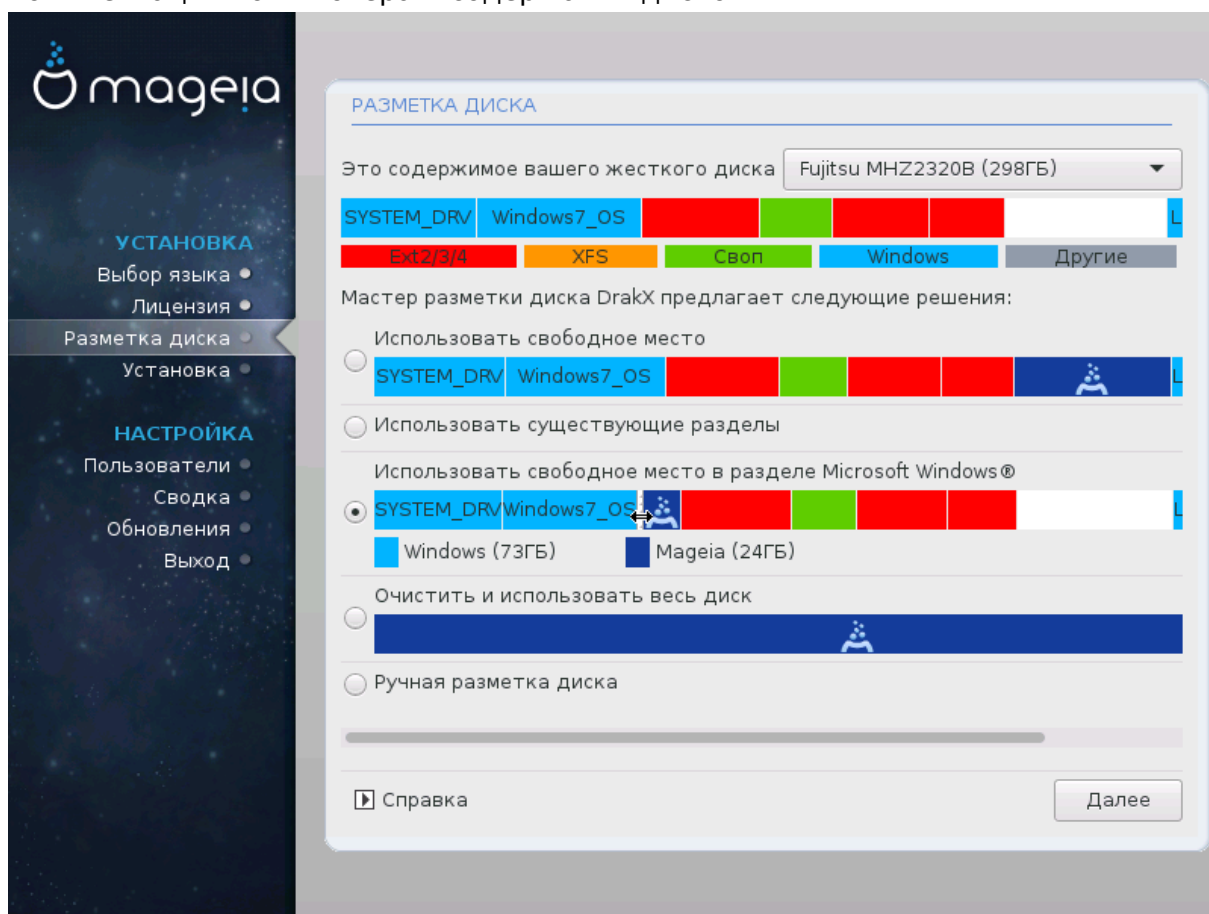 mageia
УСТАНОВКА
Выбор языка
Лицензия
Разметка диска
Установка
НАСТРОЙКА
Пользователи
Сводка
Обновления
Выход
РАЗМЕТКА ДИСКА
Это содержимое вашего жесткого диска Fujitsu MHZ2320B (298ГБ)
SYSTEM_DRV Windows7_OS L
Ext2/3/4 XFS Своп Windows Другие
Мастер разметки диска DrakX предлагает следующие решения:
Использовать свободное место
SYSTEM_DRV Windows7_OS L
Использовать существующие разделы
Использовать свободное место в разделе Microsoft Windows®
SYSTEM_DRV Windows7_OS L
Windows (73ГБ) Mageia (24ГБ)
Очистить и использовать весь диск
Ручная разметка диска
Справка
Далее